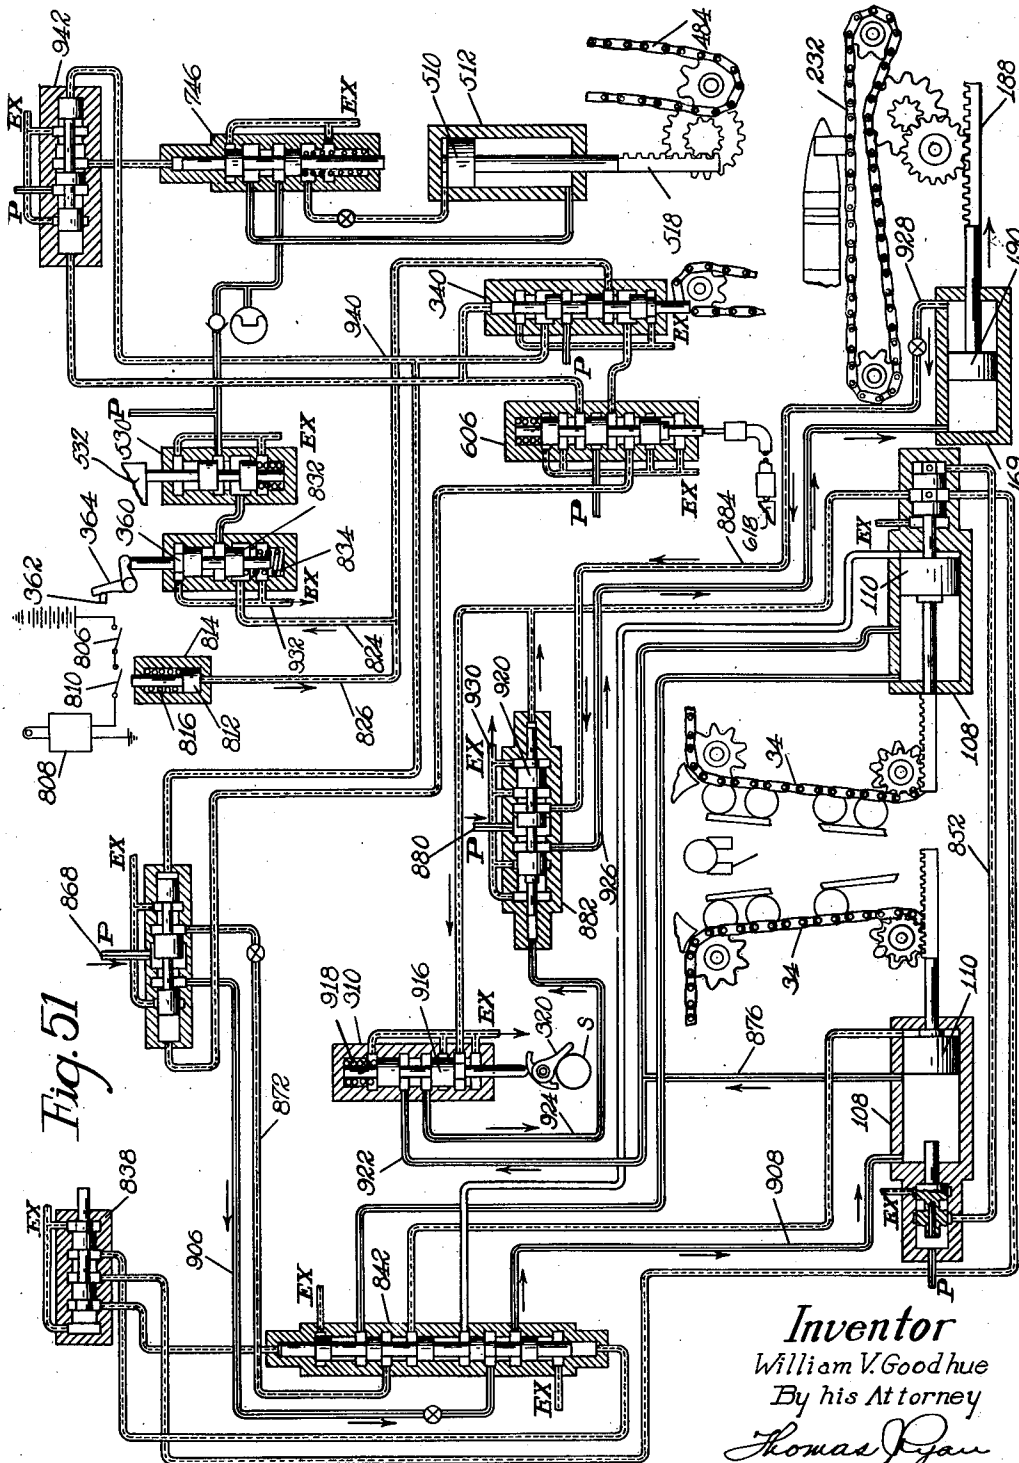 Fig. 51
942
EX
P
746
EX
510
512
484
518
232
188
928
190
169
532
530
P
EX
832
834
364
360
362
EX
932
824
806
810
814
816
812
826
808
940
340
EX
P
606
P
EX
618
884
868
P
EX
872
906
838
EX
842
EX
EX
918
310
916
EX
320
S
922
924
930
EX
920
P
880
882
926
EX
110
108
34
34
852
876
110
108
908
EX
P
Inventor
William V. Goodhue
By his Attorney
Thomas J. Ryan